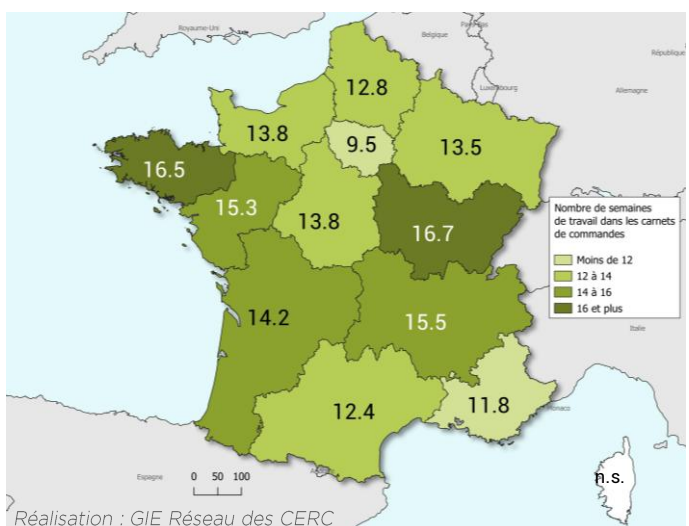 Royaume-Uni
Belgique
Pays-Bas
République
Luxembourg
Allemagne
12.8
13.8
9.5
13.5
16.5
15.3
13.8
16.7
Nombre de semaines
de travail dans les carnets
de commandes
Moins de 12
12 à 14
14 à 16
16 et plus
14.2
15.5
Italie
12.4
11.8
Monaco
n.s.
Espagne
0 50 100
Réalisation : GIE Réseau des CERC